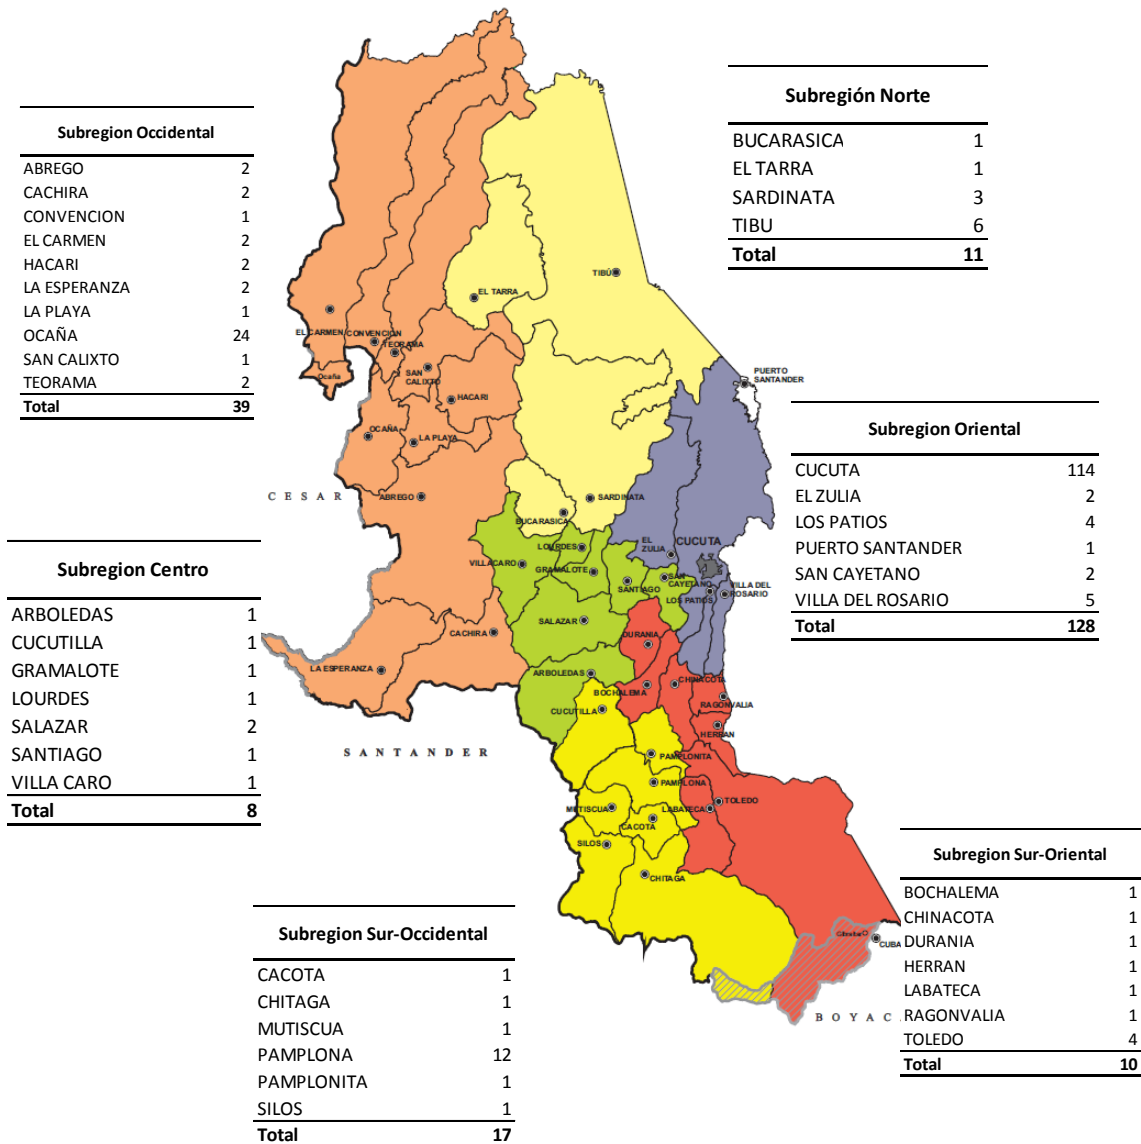 Subregion Occidental
ABREGO 2
CACHIRA 2
CONVENCION 1
EL CARMEN 2
HACARI 2
LA ESPERANZA 2
LA PLAYA 1
OCAÑA 24
SAN CALIXTO 1
TEORAMA 2
Total 39
Subregión Norte
BUCARASICA 1
EL TARRA 1
SARDINATA 3
TIBU 6
Total 11
Subregion Oriental
CUCUTA 114
EL ZULIA 2
LOS PATIOS 4
PUERTO SANTANDER 1
SAN CAYETANO 2
VILLA DEL ROSARIO 5
Total 128
Subregion Centro
ARBOLEDAS 1
CUCUTILLA 1
GRAMALOTE 1
LOURDES 1
SALAZAR 2
SANTIAGO 1
VILLA CARO 1
Total 8
Subregion Sur-Oriental
BOCHALEMA 1
CHINACOTA 1
DURANIA 1
HERRAN 1
LABATECA 1
RAGONVALIA 1
TOLEDO 4
Total 10
Subregion Sur-Occidental
CACOTA 1
CHITAGA 1
MUTISCUA 1
PAMPLONA 12
PAMPLONITA 1
SILOS 1
Total 17
TIBÚ
EL TARRA
EL CARMEN
CONVENCION
TEORAMA
Ocaña
SAN
CALIXTO
HACARI
PUERTO
SANTANDER
OCAÑA
LA PLAYA
CESAR
ABREGO
SARDINATA
BUCARASICA
LOURDES
EL
ZULIA
CUCUTA
VILLACARO
GRAMALOTE
SANTIAGO
SAN
CAYETANO
LOS PATIOS
VILLA DEL
ROSARIO
SALAZAR
CACHIRA
DURANIA
LA ESPERANZA
ARBOLEDAS
BOCHALEMA
CHINACOTA
RAGONVALIA
CUCUTILLA
HERRAN
SANTANDER
PAMPLONITA
PAMPLONA
MUTISCUA
LABATECA
TOLEDO
CACOTA
SILOS
CHITAGA
CUBA
BOYAC